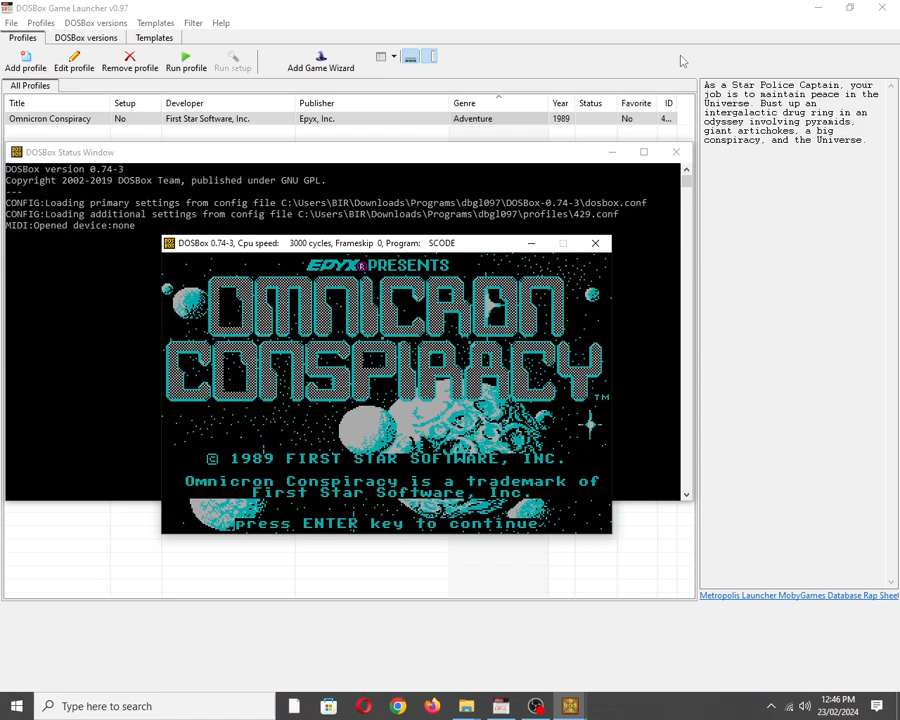 DOSBox Game Launcher v0.97
File Profiles DOSBox versions Templates Filter Help
Profiles DOSBox versions Templates
Add profile Edit profile Remove profile Run profile Run setup Add Game Wizard
All Profiles
Title Setup Developer Publisher Genre Year Status Favorite ID
Omnicron Conspiracy No First Star Software, Inc. Epyx, Inc. Adventure 1989 No 4...
As a Star Police Captain, your
job is to maintain peace in the
Universe. Bust up an
intergalactic drug ring in an
odyssey involving pyramids,
giant artichokes, a big
conspiracy, and the Universe.
DOSBox Status Window
DOSBox version 0.74-3
Copyright 2002-2019 DOSBox Team, published under GNU GPL.
---
CONFIG:Loading primary settings from config file C:\Users\BIR\Downloads\Programs\dbgl097\DOSBox-0.74-3\dosbox.conf
CONFIG:Loading additional settings from config file C:\Users\BIR\Downloads\Programs\dbgl097\profiles\429.conf
MIDI:Opened device:none
DOSBox 0.74-3, Cpu speed: 3000 cycles, Frameskip 0, Program: SCODE
EPYX® PRESENTS
OMNICRON
CONSPIRACY™
© 1989 FIRST STAR SOFTWARE, INC.
Omnicron Conspiracy is a trademark of
First Star Software, Inc.
press ENTER key to continue
Metropolis Launcher MobyGames Database Rap Sheet
Type here to search
12:46 PM
23/02/2024